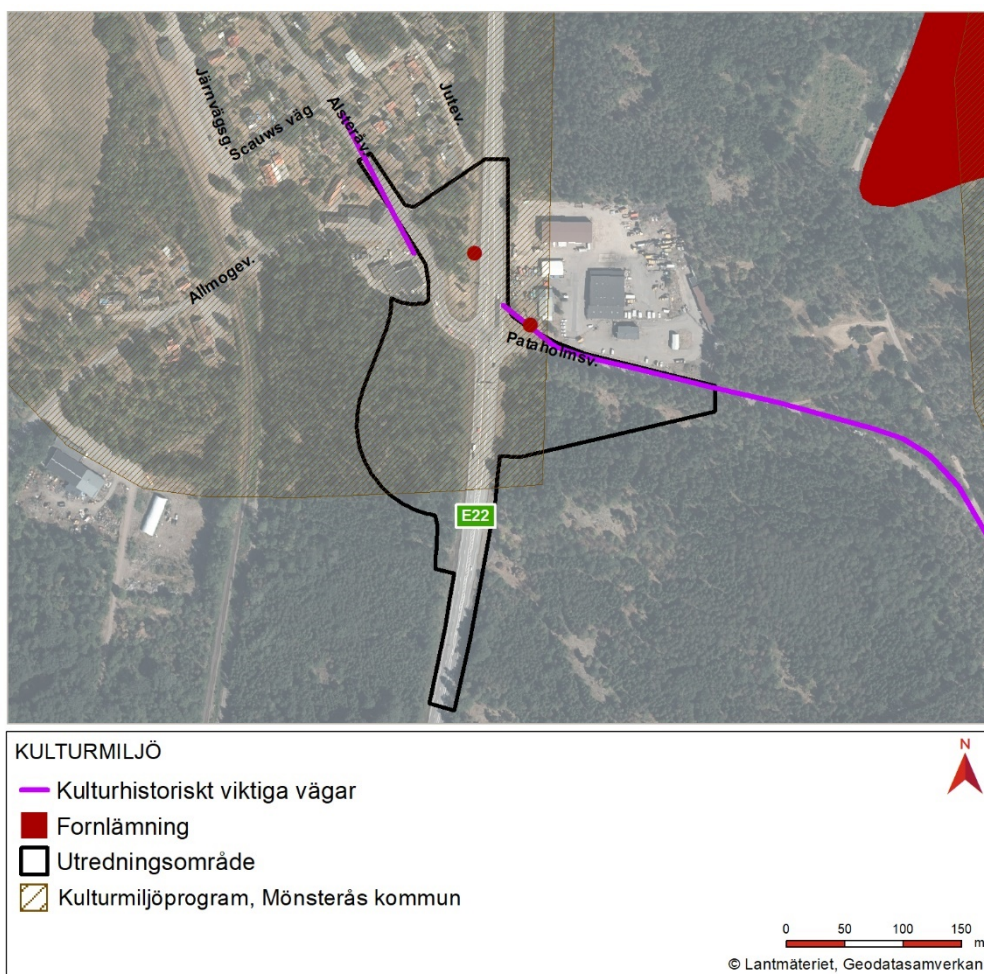 Järnvägsg.
Scauws väg
Alsteråv.
Jutev.
Allmogev.
Pataholmsv.
E22
KULTURMILJÖ
N
Kulturhistoriskt viktiga vägar
Fornlämning
Utredningsområde
Kulturmiljöprogram, Mönsterås kommun
0 50 100 150
m
© Lantmäteriet, Geodatasamverkan